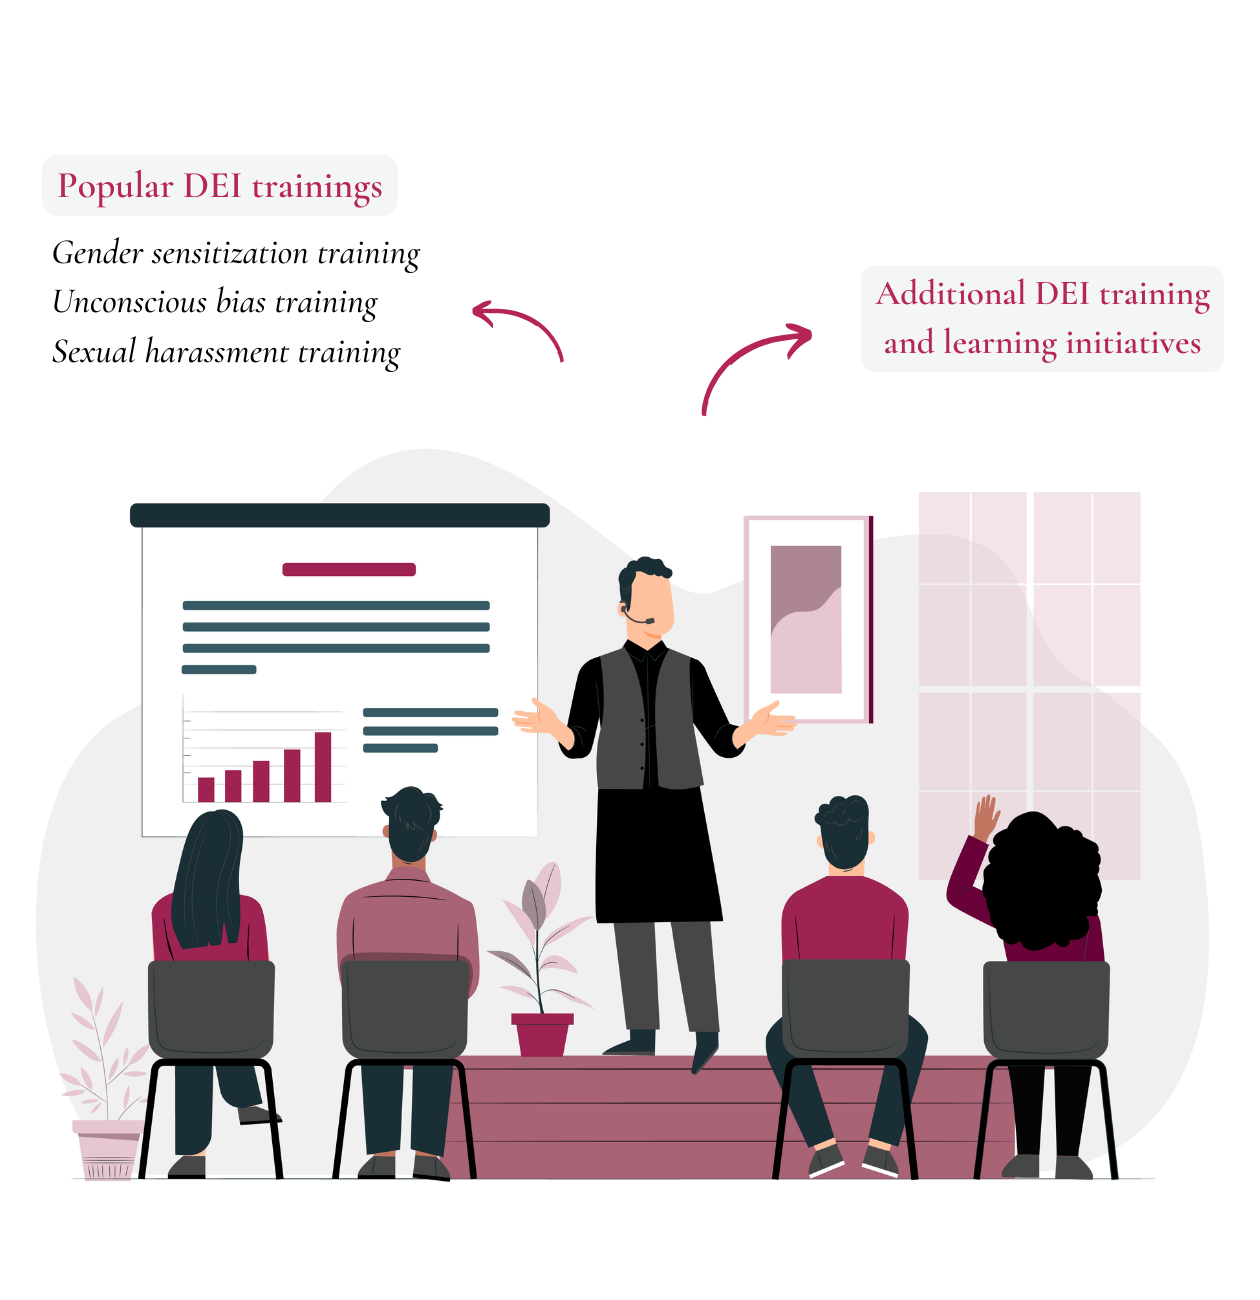 Popular DEI trainings
Gender sensitization training
Unconscious bias training
Sexual harassment training
Additional DEI training
and learning initiatives